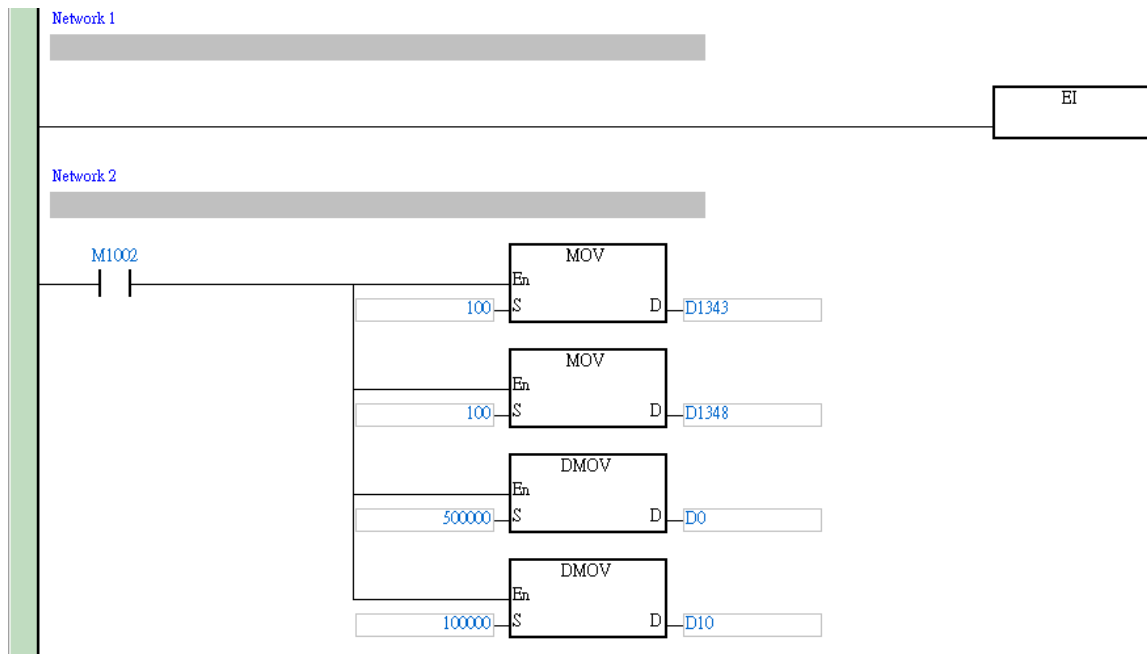 Network 1
EI
Network 2
M1002
MOV
En
100 S D D1343
MOV
En
100 S D D1348
DMOV
En
500000 S D D0
DMOV
En
100000 S D D10